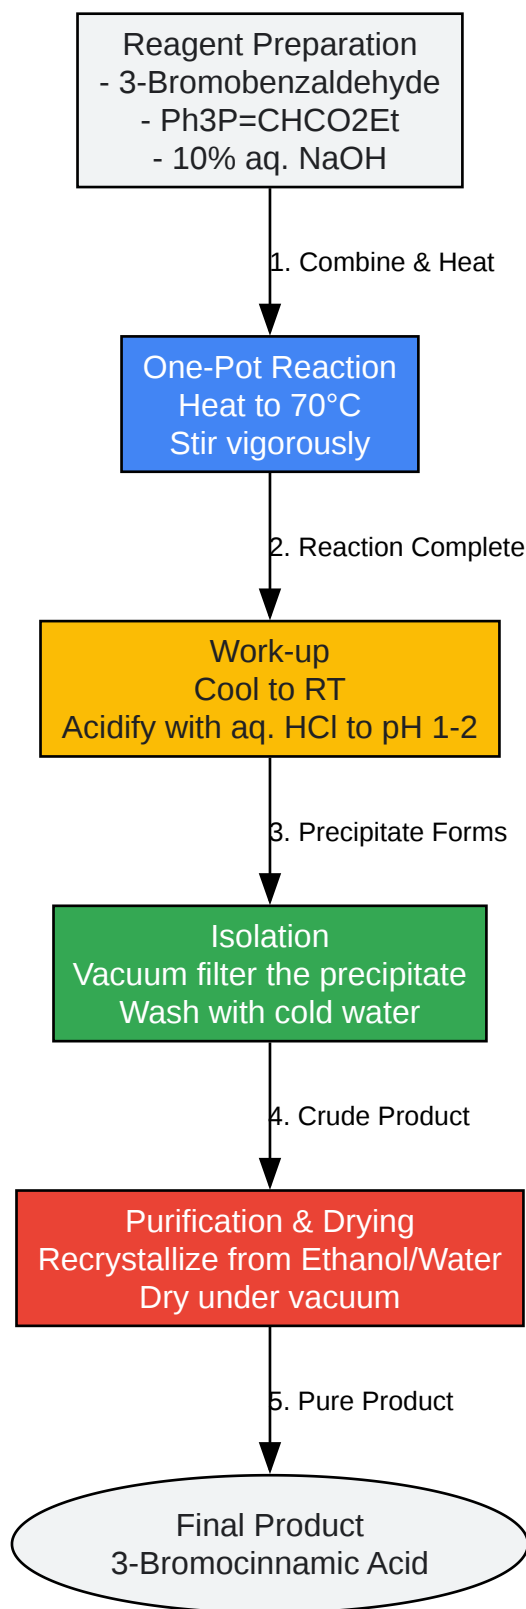 Reagent Preparation
- 3-Bromobenzaldehyde
- Ph3P=CHCO2Et
- 10% aq. NaOH
1. Combine & Heat
One-Pot Reaction
Heat to 70°C
Stir vigorously
2. Reaction Complete
Work-up
Cool to RT
Acidify with aq. HCl to pH 1-2
3. Precipitate Forms
Isolation
Vacuum filter the precipitate
Wash with cold water
4. Crude Product
Purification & Drying
Recrystallize from Ethanol/Water
Dry under vacuum
5. Pure Product
Final Product
3-Bromocinnamic Acid